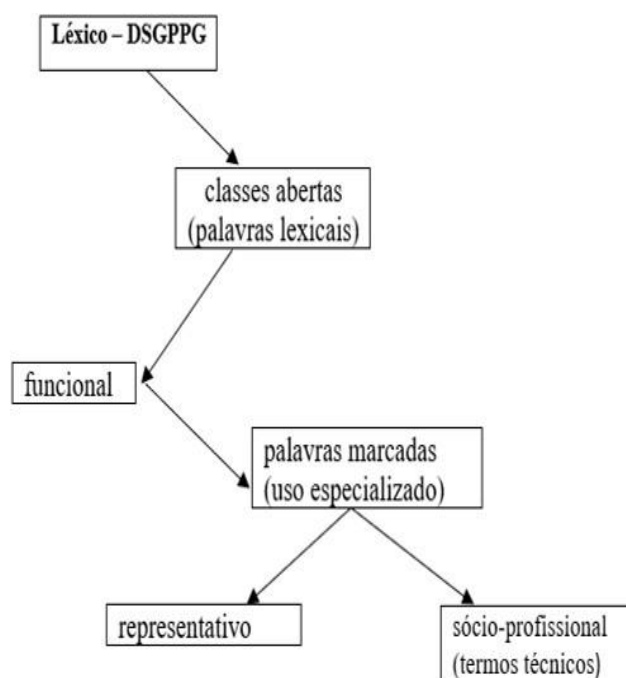 Léxico – DSGPPG
classes abertas
(palavras lexicais)
funcional
palavras marcadas
(uso especializado)
representativo
sócio-profissional
(termos técnicos)